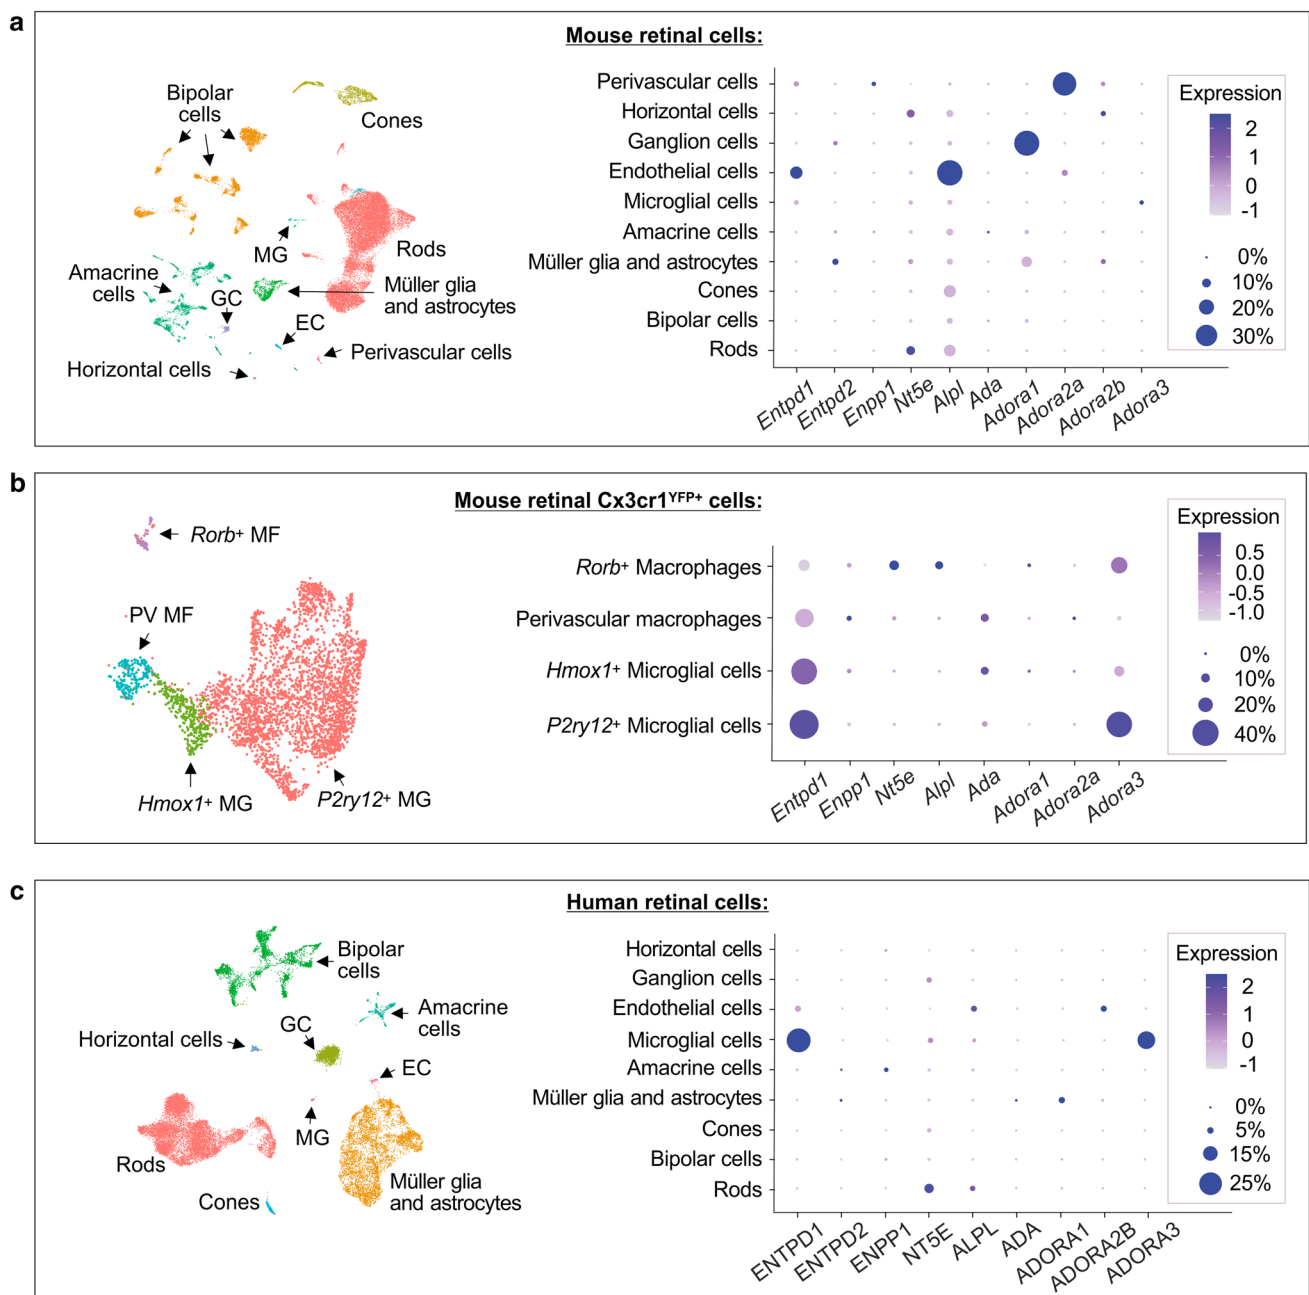 a
Mouse retinal cells:
Bipolar
cells
Cones
MG
Rods
Amacrine
cells
GC
Müller glia
and astrocytes
EC
Perivascular cells
Horizontal cells
Perivascular cells
Horizontal cells
Ganglion cells
Endothelial cells
Microglial cells
Amacrine cells
Müller glia and astrocytes
Cones
Bipolar cells
Rods
Entpd1
Entpd2
Enpp1
Nt5e
Alpl
Ada
Adora1
Adora2a
Adora2b
Adora3
Expression
2
1
0
-1
0%
10%
20%
30%
b
Mouse retinal Cx3cr1YFP+ cells:
Rorb+ MF
PV MF
Hmox1+ MG
P2ry12+ MG
Rorb+ Macrophages
Perivascular macrophages
Hmox1+ Microglial cells
P2ry12+ Microglial cells
Entpd1
Enpp1
Nt5e
Alpl
Ada
Adora1
Adora2a
Adora3
Expression
0.5
0.0
-0.5
-1.0
0%
10%
20%
40%
c
Human retinal cells:
Bipolar
cells
Amacrine
cells
GC
Horizontal cells
EC
MG
Rods
Müller glia
and astrocytes
Cones
Horizontal cells
Ganglion cells
Endothelial cells
Microglial cells
Amacrine cells
Müller glia and astrocytes
Cones
Bipolar cells
Rods
ENTPD1
ENTPD2
ENPP1
NT5E
ALPL
ADA
ADORA1
ADORA2B
ADORA3
Expression
2
1
0
-1
0%
5%
15%
25%